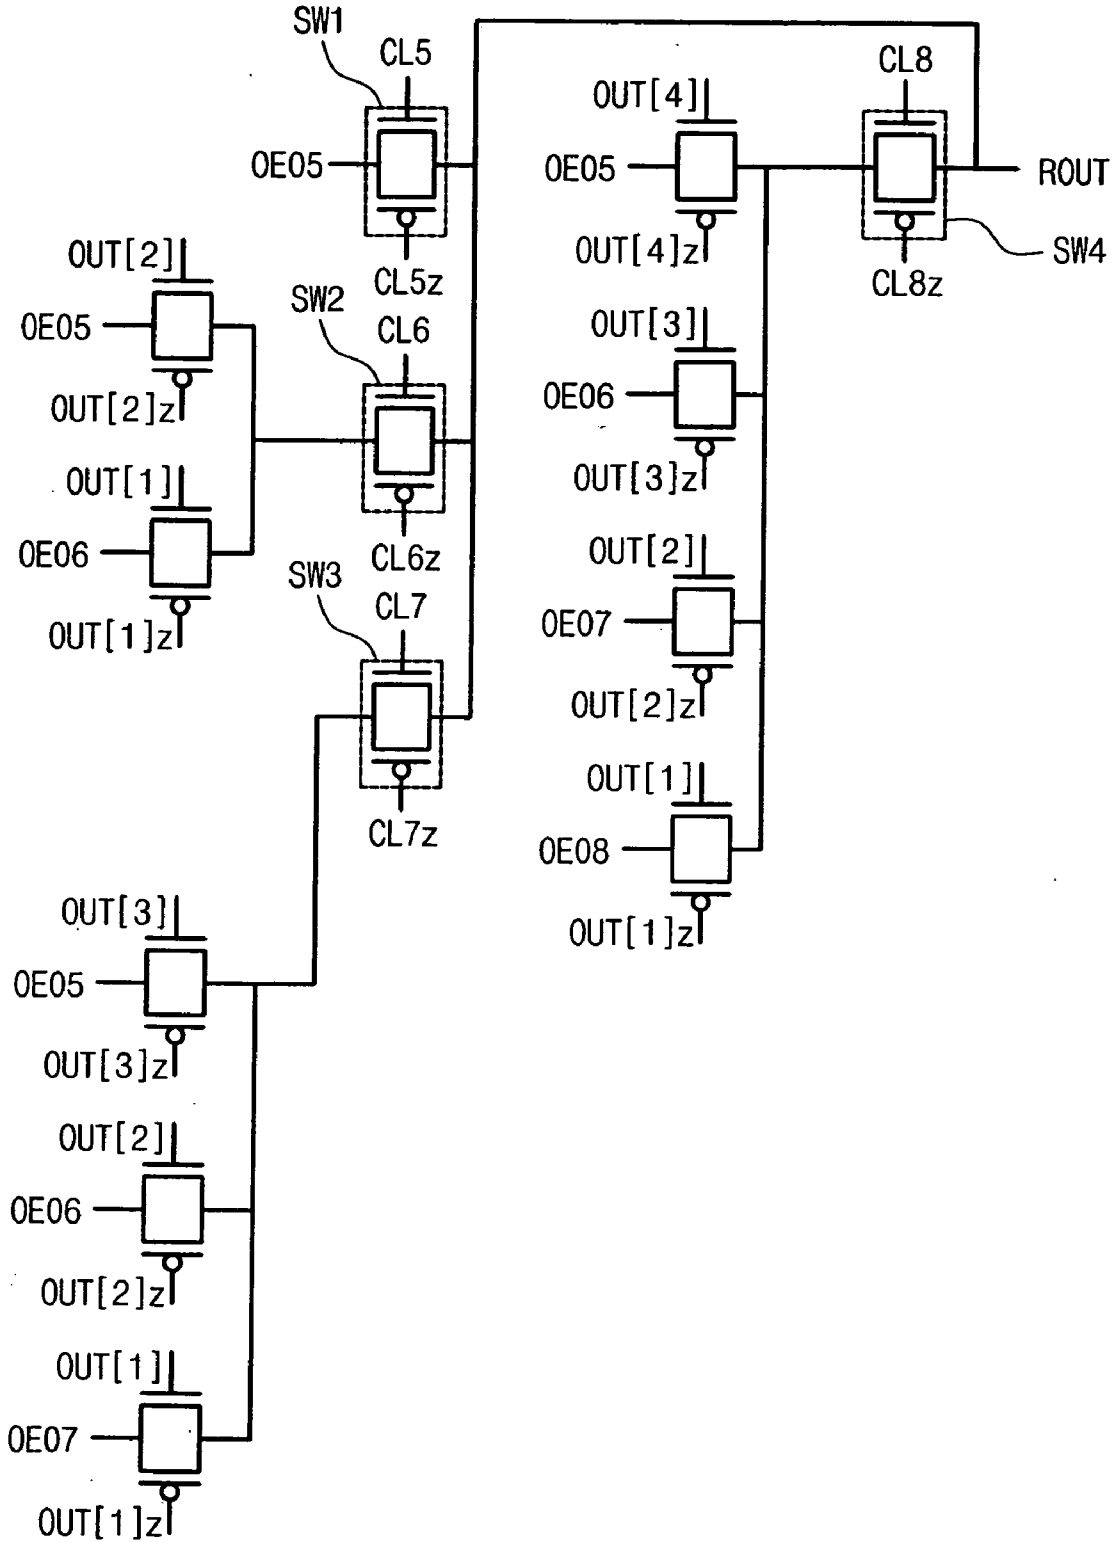 SW1
CL5
OE05
CL5z
OUT[2]
OE05
OUT[2]z
SW2
CL6
OUT[1]
OE06
OUT[1]z
CL6z
SW3
CL7
CL7z
OUT[3]
OE05
OUT[3]z
OUT[2]
OE06
OUT[2]z
OUT[1]
OE07
OUT[1]z
OUT[4]
OE05
OUT[4]z
CL8
ROUT
SW4
CL8z
OUT[3]
OE06
OUT[3]z
OUT[2]
OE07
OUT[2]z
OUT[1]
OE08
OUT[1]z